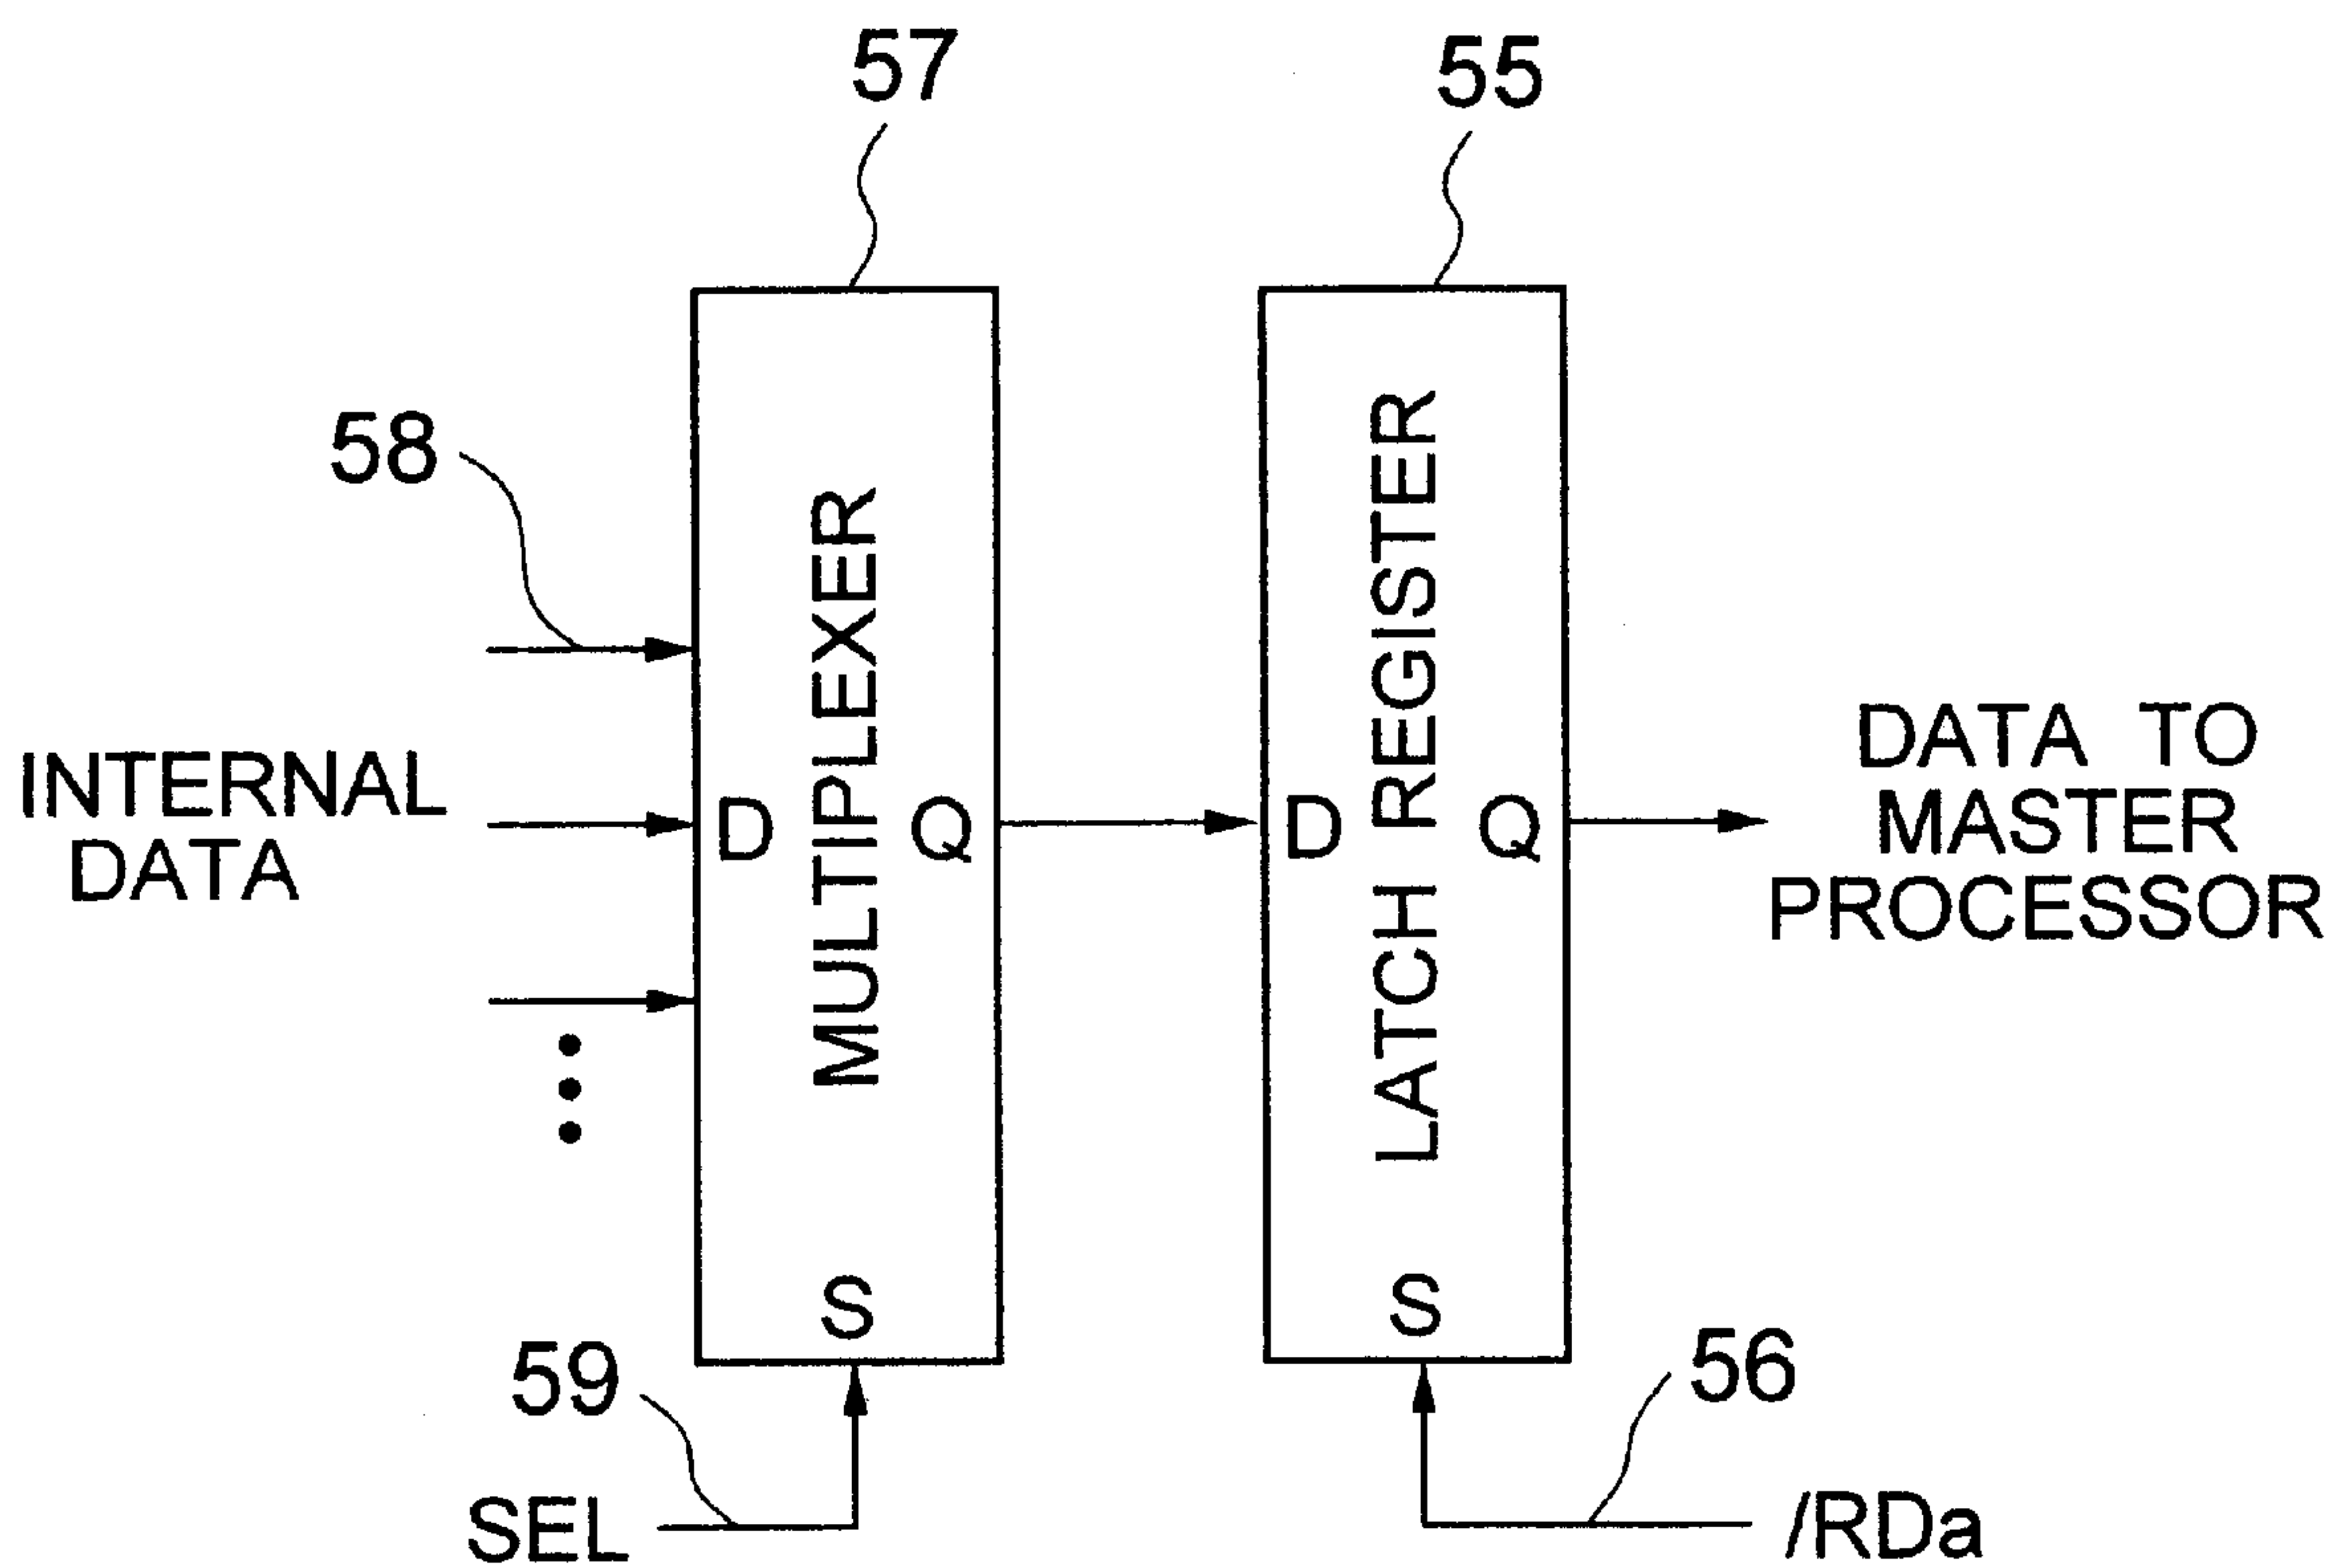 57
55
58
MULTIPLEXER
LATCH REGISTER
INTERNAL
DATA
D
Q
D
Q
DATA TO
MASTER
PROCESSOR
S
S
59
56
SEL
/RDa